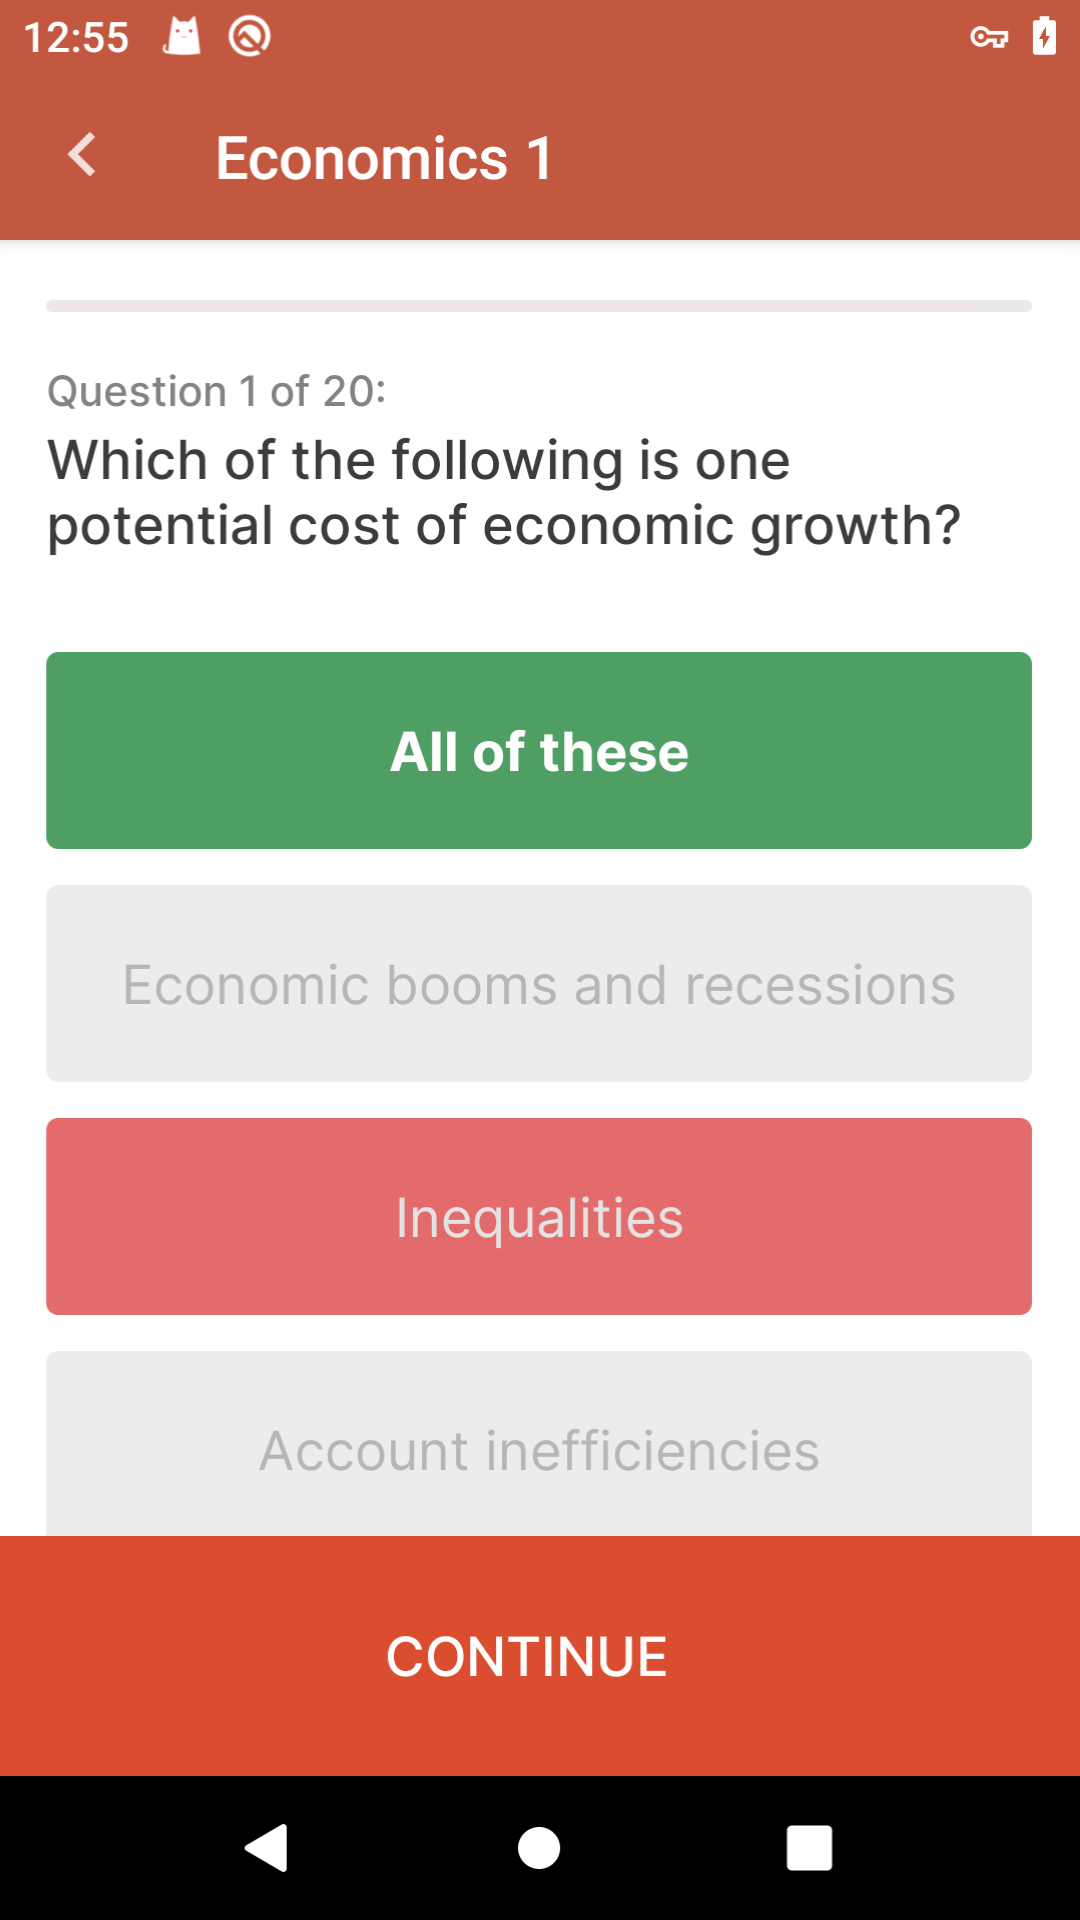 12:55
Economics 1
Question 1 of 20:
Which of the following is one
potential cost of economic growth?
All of these
Economic booms and recessions
Inequalities
Account inefficiencies
CONTINUE